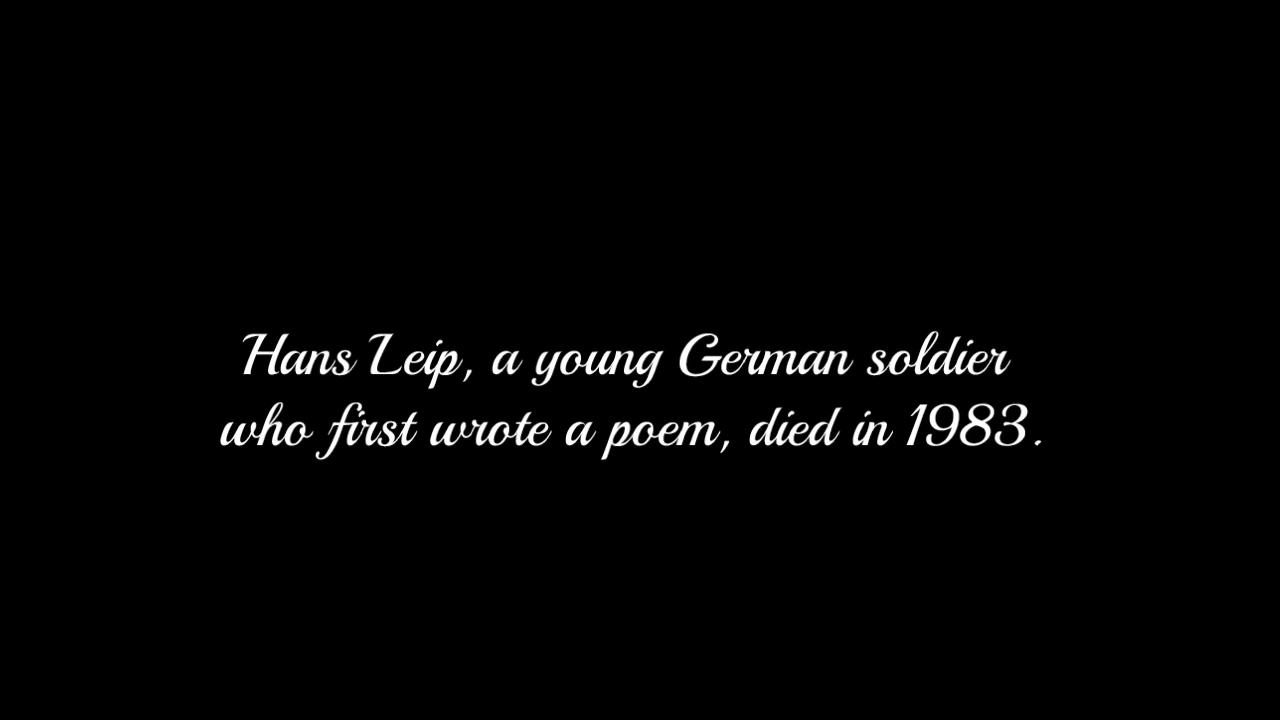 Hans Leip, a young German soldier
who first wrote a poem, died in 1983.